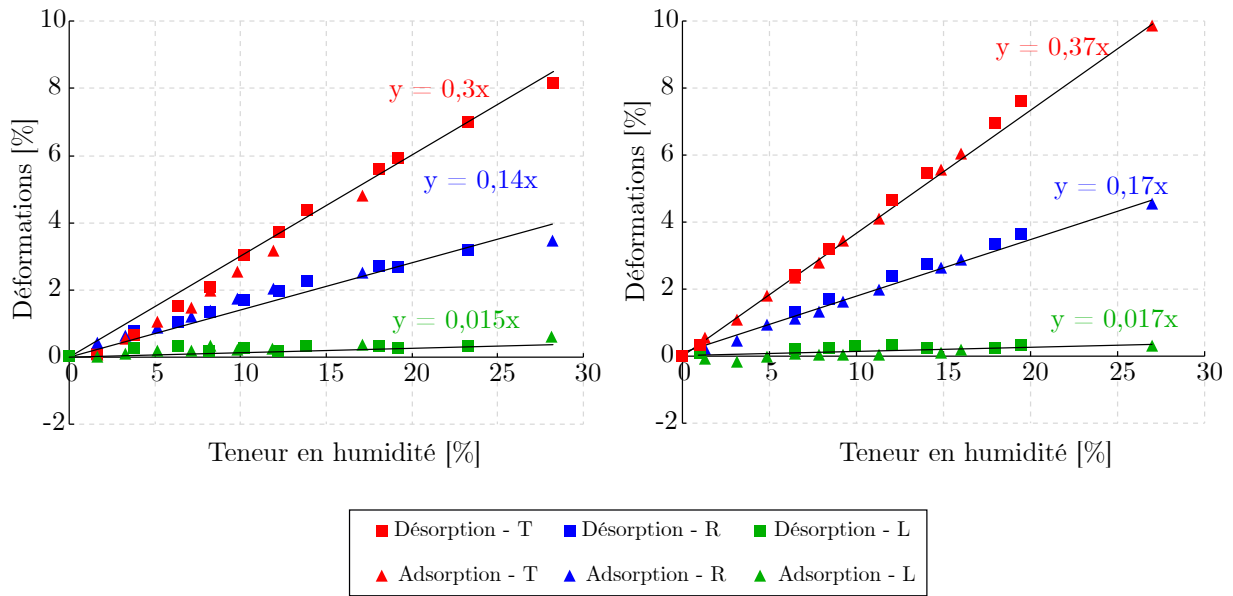 10
8
6
4
2
0
-2
0 5 10 15 20 25 30
Déformations [%]
Teneur en humidité [%]
y = 0,3x
y = 0,14x
y = 0,015x
10
8
6
4
2
0
-2
0 5 10 15 20 25 30
Déformations [%]
Teneur en humidité [%]
y = 0,37x
y = 0,17x
y = 0,017x
Désorption - T Désorption - R Désorption - L
Adsorption - T Adsorption - R Adsorption - L